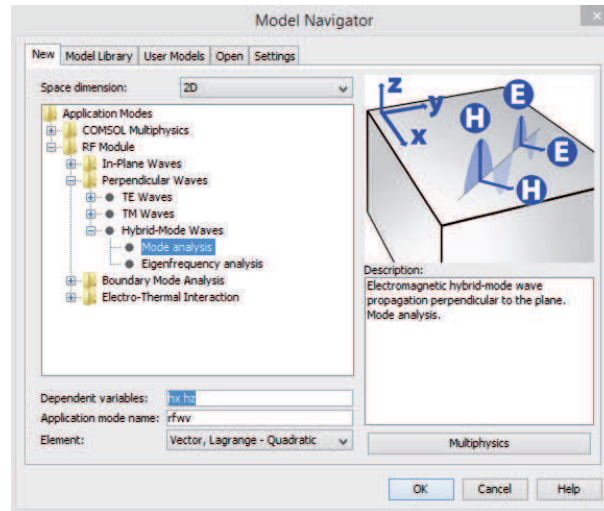 Model Navigator
New Model Library User Models Open Settings
Space dimension: 2D
Application Modes
COMSOL Multiphysics
RF Module
In-Plane Waves
Perpendicular Waves
TE Waves
TM Waves
Hybrid-Mode Waves
Mode analysis
Eigenfrequency analysis
Boundary Mode Analysis
Electro-Thermal Interaction
z
y
x
H
E
E
H
Description:
Electromagnetic hybrid-mode wave
propagation perpendicular to the plane.
Mode analysis.
Dependent variables: hx hz
Application mode name: rfwv
Element: Vector, Lagrange - Quadratic
Multiphysics
OK Cancel Help